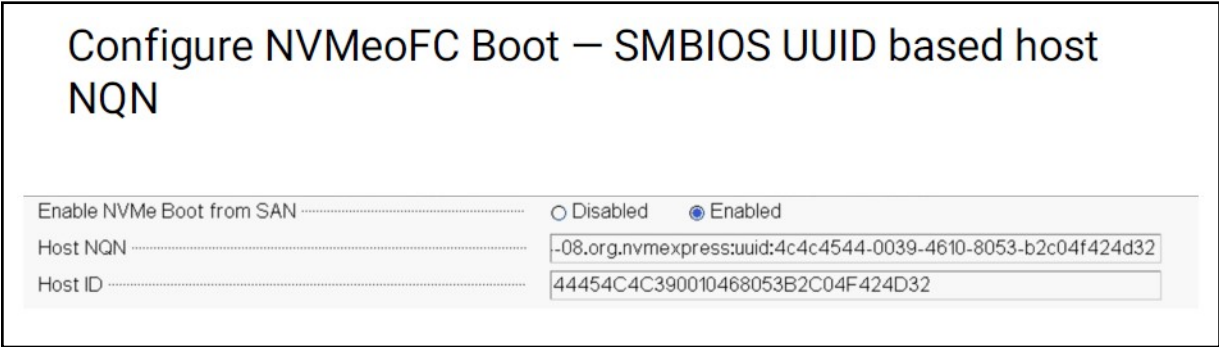 Configure NVMeoFC Boot – SMBIOS UUID based host
NQN
Enable NVMe Boot from SAN Disabled Enabled
Host NQN -08.org.nvmexpress:uuid:4c4c4544-0039-4610-8053-b2c04f424d32
Host ID 44454C4C390010468053B2C04F424D32